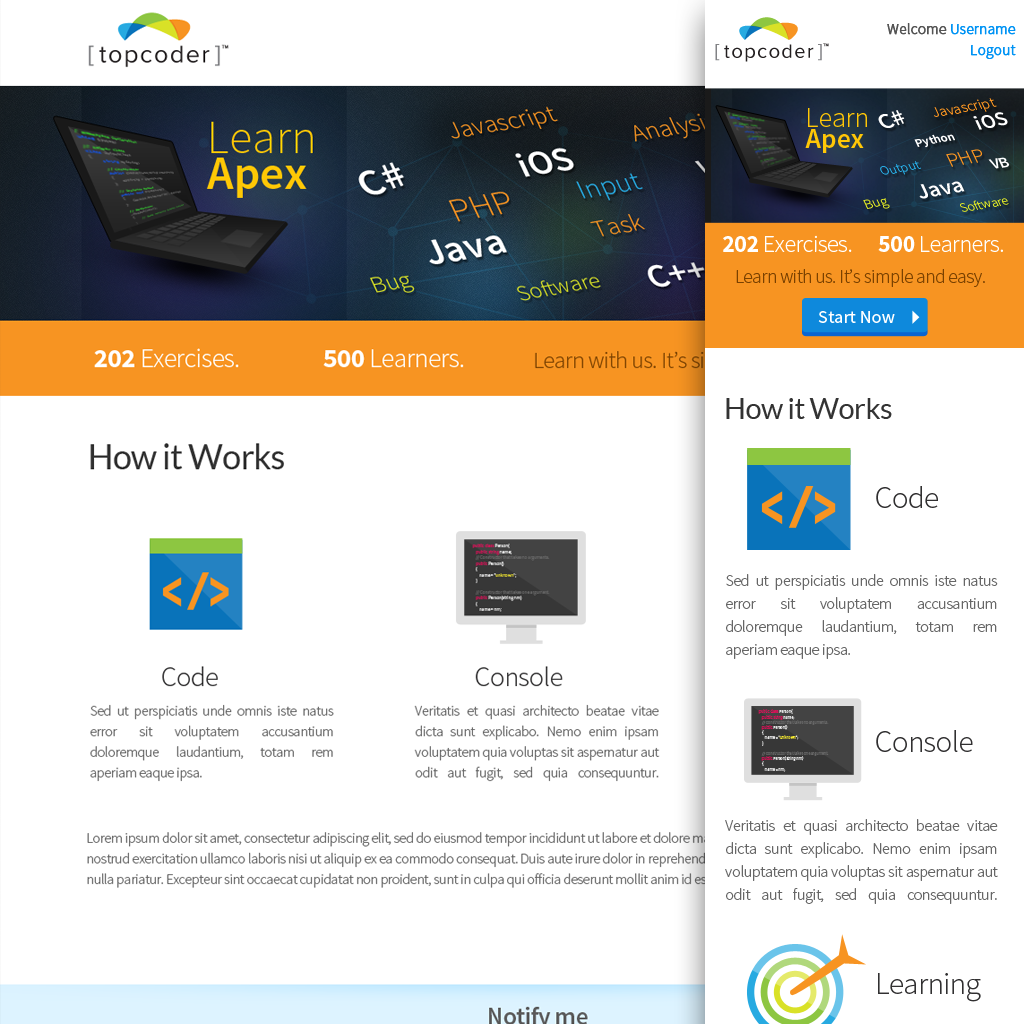 [ topcoder ]™
Learn
Apex
Javascript
Analysi
C#
iOS
PHP
Input
Task
Java
Bug
Software
C++
202 Exercises.
500 Learners.
Learn with us. It's si
How it Works
</>
Code
Sed ut perspiciatis unde omnis iste natus
error sit voluptatem accusantium
doloremque laudantium, totam rem
aperiam eaque ipsa.
Console
Veritatis et quasi architecto beatae vitae
dicta sunt explicabo. Nemo enim ipsam
voluptatem quia voluptas sit aspernatur aut
odit aut fugit, sed quia consequuntur.
Lorem ipsum dolor sit amet, consectetur adipiscing elit, sed do eiusmod tempor incididunt ut labore et dolore ma
nostrud exercitation ullamco laboris nisi ut aliquip ex ea commodo consequat. Duis aute irure dolor in reprehend
nulla pariatur. Excepteur sint occaecat cupidatat non proident, sunt in culpa qui officia deserunt mollit anim id es
Notify me
[ topcoder ]™
Welcome Username
Logout
Learn
Apex
C#
Javascript
iOS
Python
Output
PHP
VB
Java
Bug
Software
202 Exercises.
500 Learners.
Learn with us. It's simple and easy.
Start Now
How it Works
</>
Code
Sed ut perspiciatis unde omnis iste natus
error sit voluptatem accusantium
doloremque laudantium, totam rem
aperiam eaque ipsa.
Console
Veritatis et quasi architecto beatae vitae
dicta sunt explicabo. Nemo enim ipsam
voluptatem quia voluptas sit aspernatur aut
odit aut fugit, sed quia consequuntur.
Learning